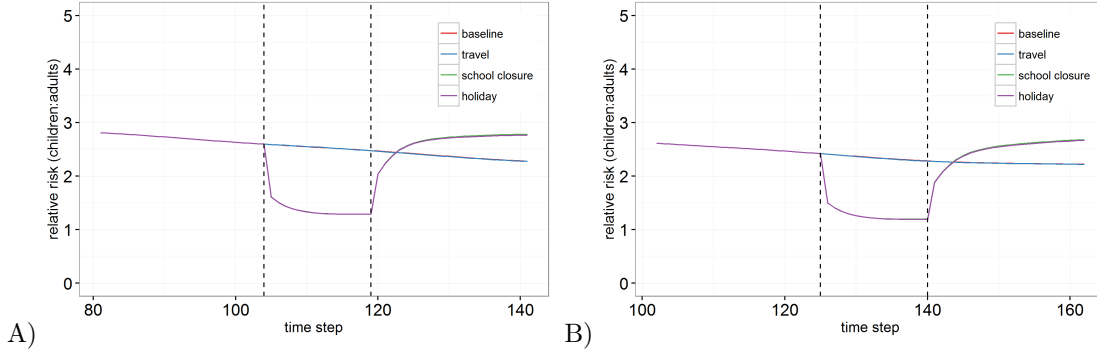 5
4
3
2
1
0
relative risk (children:adults)
80
100
120
140
time step
baseline
travel
school closure
holiday
A)
5
4
3
2
1
0
relative risk (children:adults)
100
120
140
160
time step
baseline
travel
school closure
holiday
B)